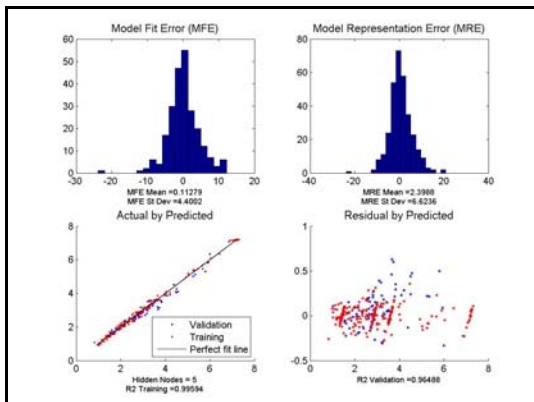 Model Fit Error (MFE)
60
50
40
30
20
10
0
-30 -20 -10 0 10 20
MFE Mean =0.11279
MFE St Dev =4.4002
Model Representation Error (MRE)
80
60
40
20
0
-40 -20 0 20 40
MRE Mean =2.3988
MRE St Dev =6.6236
Actual by Predicted
8
6
4
2
0
Validation
Training
Perfect fit line
0 2 4 6 8
Hidden Nodes = 5
R2 Training =0.99594
Residual by Predicted
1
0.5
0
-0.5
0 2 4 6 8
R2 Validation =0.96488